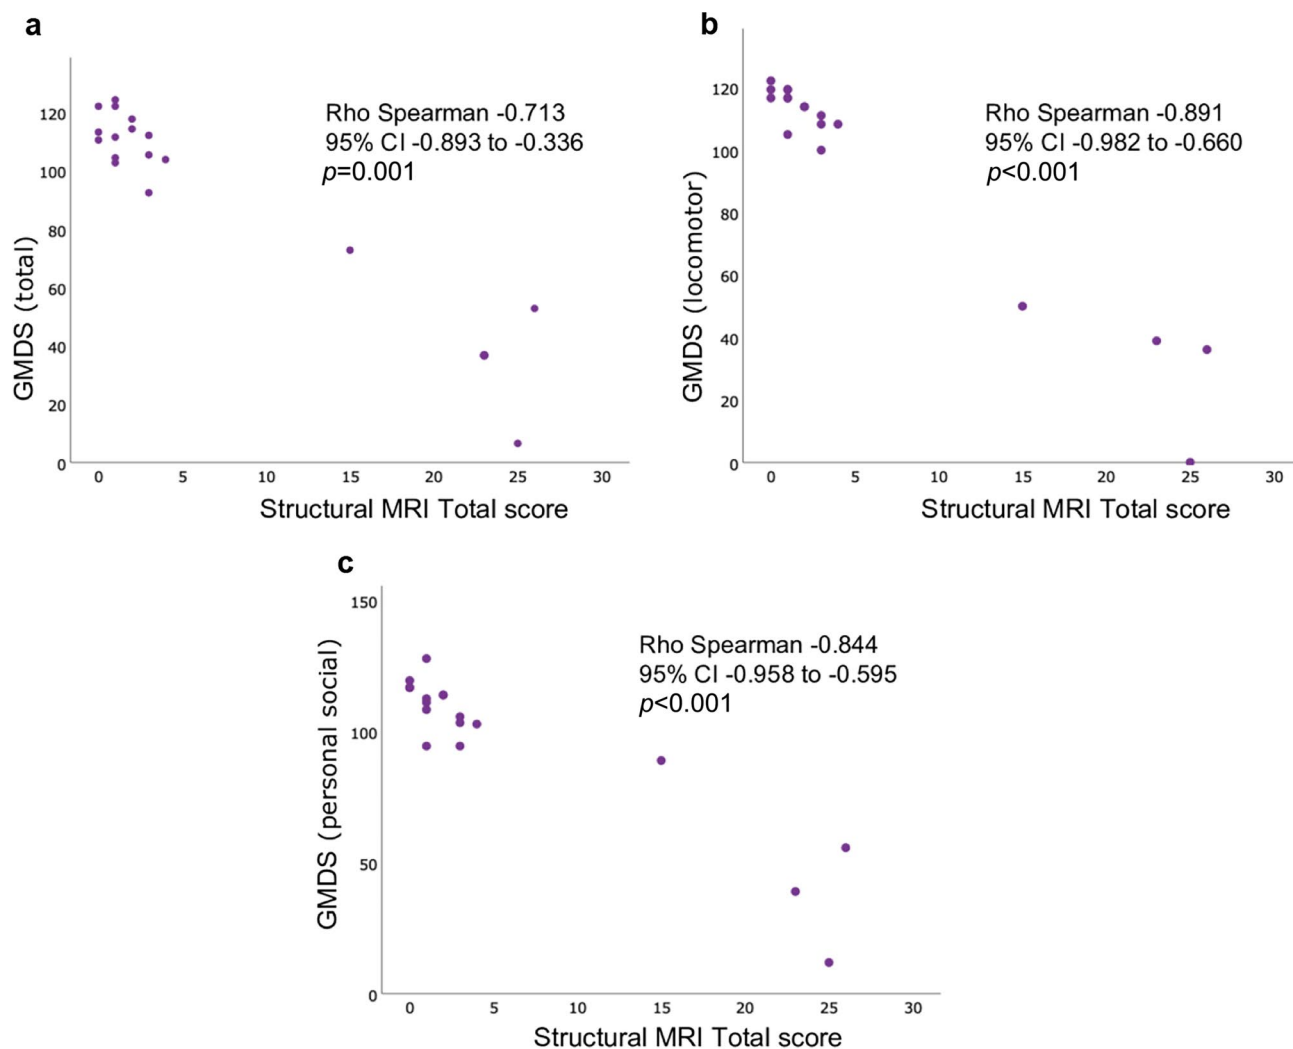 a
Rho Spearman -0.713
95% CI -0.893 to -0.336
p=0.001
120
100
80
60
40
20
0
GMDS (total)
0 5 10 15 20 25 30
Structural MRI Total score
b
Rho Spearman -0.891
95% CI -0.982 to -0.660
p<0.001
120
100
80
60
40
20
0
GMDS (locomotor)
0 5 10 15 20 25 30
Structural MRI Total score
c
Rho Spearman -0.844
95% CI -0.958 to -0.595
p<0.001
150
100
50
0
GMDS (personal social)
0 5 10 15 20 25 30
Structural MRI Total score